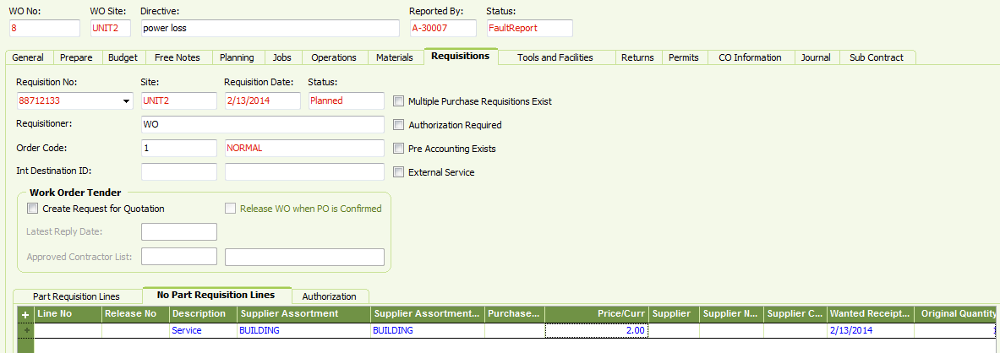 WO No: WO Site: Directive: Reported By: Status:
8 UNIT2 power loss A-30007 FaultReport
General Prepare Budget Free Notes Planning Jobs Operations Materials Requisitions Tools and Facilities Returns Permits CO Information Journal Sub Contract
Requisition No: Site: Requisition Date: Status:
88712133 UNIT2 2/13/2014 Planned Multiple Purchase Requisitions Exist
Requisitioner: WO Authorization Required
Order Code: 1 NORMAL Pre Accounting Exists
Int Destination ID: External Service
Work Order Tender
Create Request for Quotation Release WO when PO is Confirmed
Latest Reply Date:
Approved Contractor List:
Part Requisition Lines No Part Requisition Lines Authorization
Line No Release No Description Supplier Assortment Supplier Assortment... Purchase... Price/Curr Supplier Supplier N... Supplier C... Wanted Receipt... Original Quantity
Service BUILDING BUILDING 2.00 2/13/2014